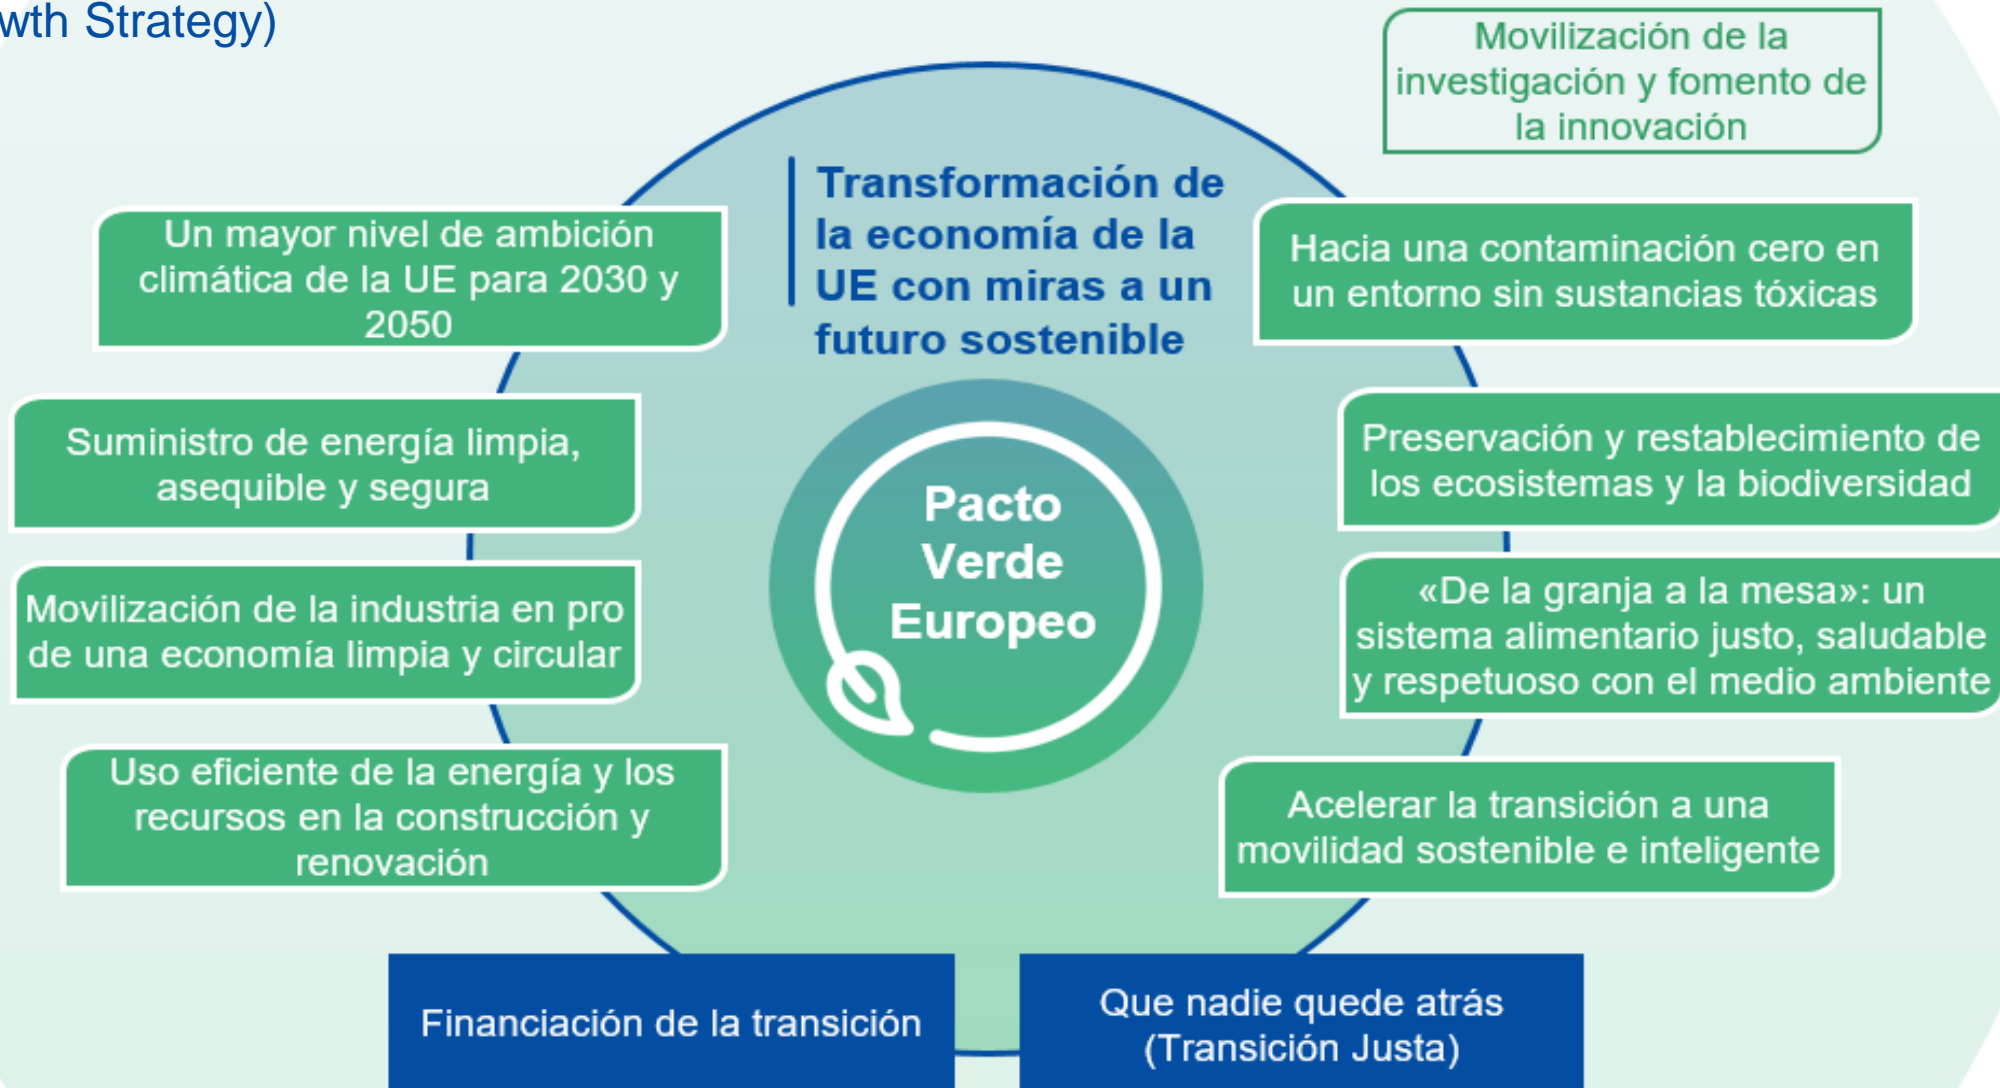 wth Strategy)
Movilización de la
investigación y fomento de
la innovación
Transformación de
la economía de la
UE con miras a un
futuro sostenible
Un mayor nivel de ambición
climática de la UE para 2030 y
2050
Suministro de energía limpia,
asequible y segura
Movilización de la industria en pro
de una economía limpia y circular
Uso eficiente de la energía y los
recursos en la construcción y
renovación
Pacto
Verde
Europeo
Hacia una contaminación cero en
un entorno sin sustancias tóxicas
Preservación y restablecimiento de
los ecosistemas y la biodiversidad
«De la granja a la mesa»: un
sistema alimentario justo, saludable
y respetuoso con el medio ambiente
Acelerar la transición a una
movilidad sostenible e inteligente
Financiación de la transición
Que nadie quede atrás
(Transición Justa)